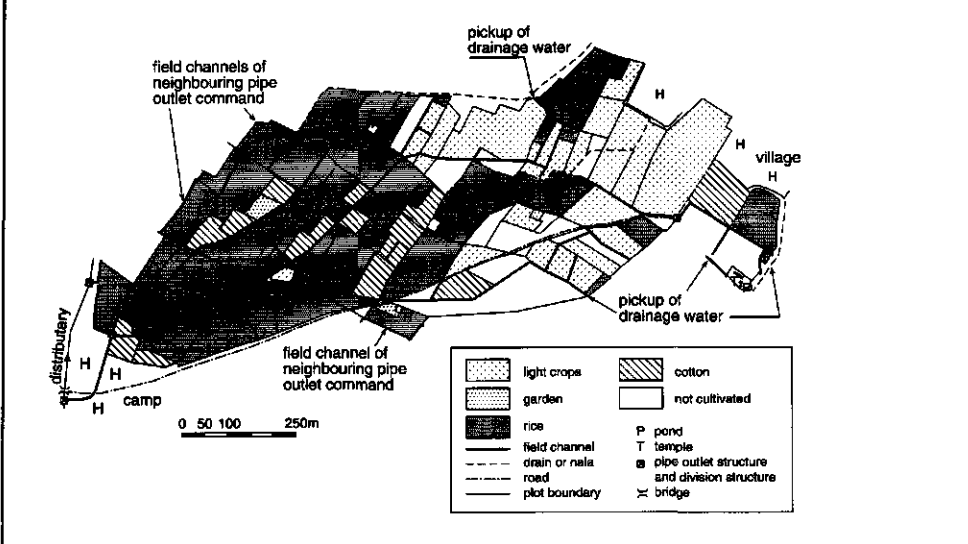 pickup of
drainage water
field channels of
neighbouring pipe
outlet command
H
H
village
H
pickup of
drainage water
distributary
field channel of
neighbouring pipe
outlet command
H
H
H
camp
0 50 100 250m
light crops
garden
rice
field channel
drain or nala
road
plot boundary
cotton
not cultivated
P pond
T temple
pipe outlet structure
and division structure
bridge